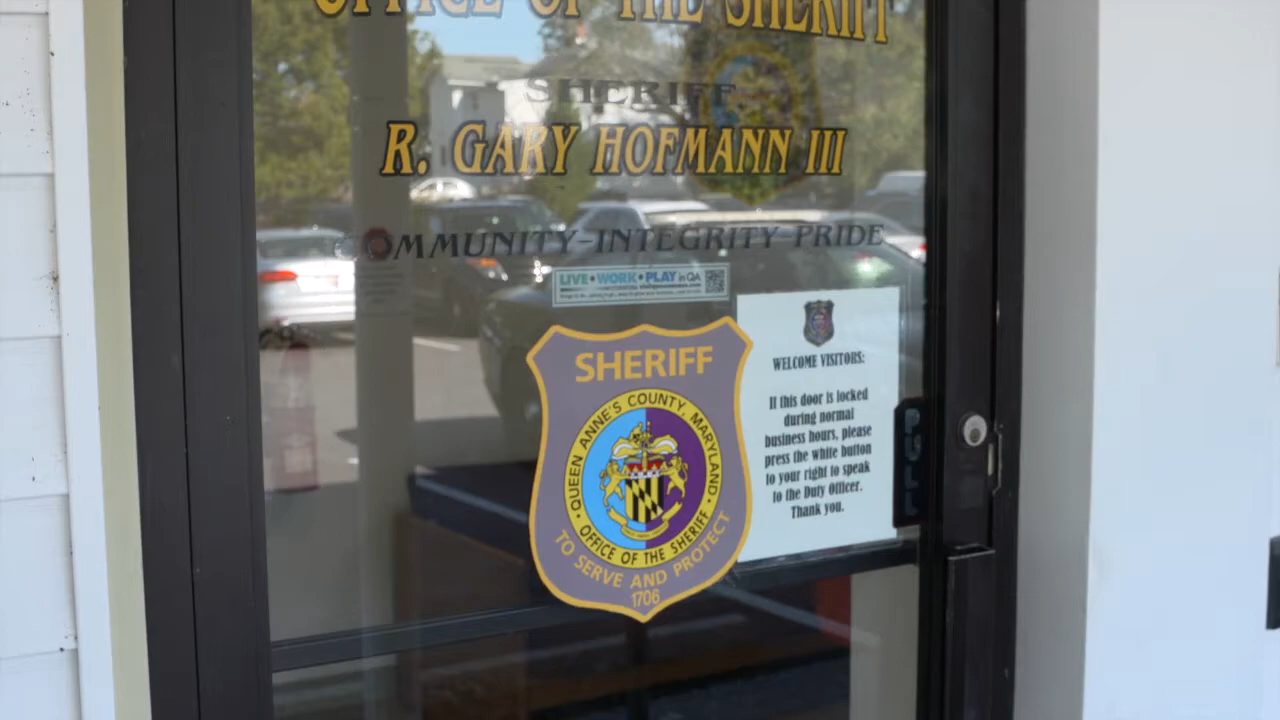 OFFICE OF THE SHERIFF
SHERIFF
R. GARY HOFMANN III
COMMUNITY-INTEGRITY PRIDE
LIVE • WORK • PLAY in QA
SHERIFF
• QUEEN ANNE'S COUNTY, MARYLAND •
OFFICE OF THE SHERIFF
TO SERVE AND PROTECT
1706
WELCOME VISITORS:
If this door is locked
during normal
business hours, please
press the white button
to your right to speak
to the Duty Officer.
Thank you.
PULL